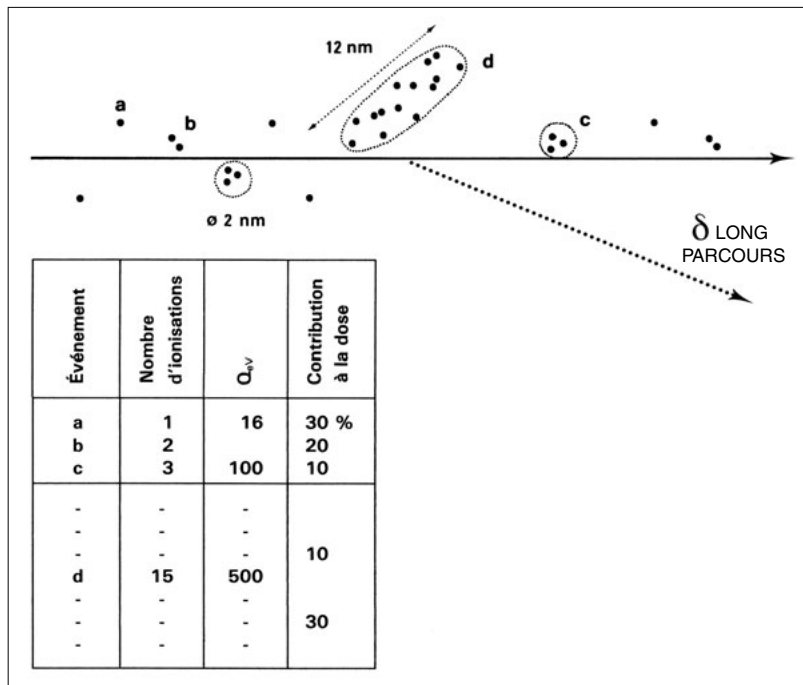 12 nm
d
a
b
c
ø 2 nm
δ LONG
PARCOURS
Événement
Nombre
d'ionisations
Q eV
Contribution
à la dose
a 1 16 30 %
b 2 20
c 3 100 10
- - -
- - -
- - - 10
d 15 500
- - -
- - - 30
- - -